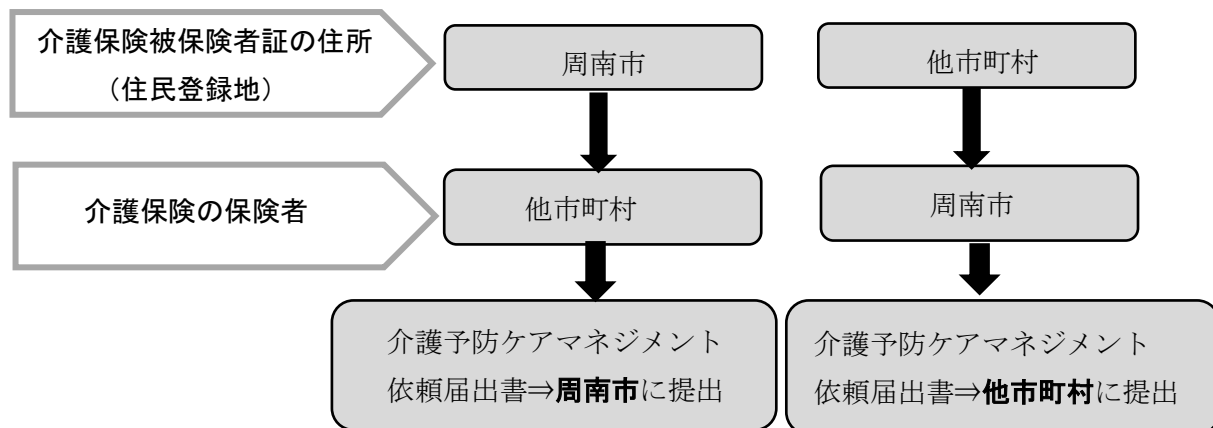 介護保険被保険者証の住所
（住民登録地）
周南市
他市町村
介護保険の保険者
他市町村
周南市
介護予防ケアマネジメント
依頼届出書⇒周南市に提出
介護予防ケアマネジメント
依頼届出書⇒他市町村に提出